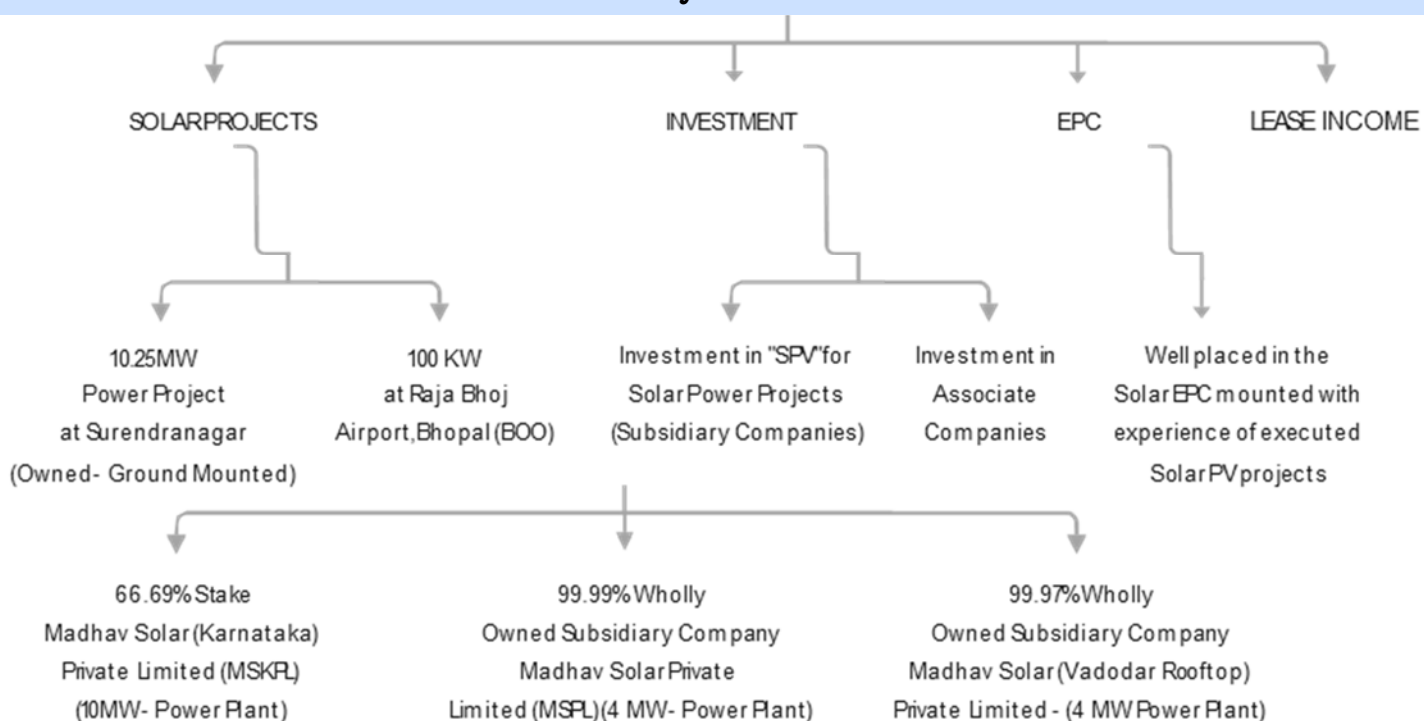 SOLAR PROJECTS
INVESTMENT
EPC
LEASE INCOME
10.25MW
Power Project
at Surendranagar
(Owned- Ground Mounted)
100 KW
at Raja Bhoj
Airport, Bhopal (BOO)
Investment in "SPV" for
Solar Power Projects
(Subsidiary Companies)
Investment in
Associate
Companies
Well placed in the
Solar EPC mounted with
experience of executed
Solar PV projects
66.69% Stake
Madhav Solar (Karnataka)
Private Limited (MSKPL)
(10MW- Power Plant)
99.99% Wholly
Owned Subsidiary Company
Madhav Solar Private
Limited (MSPL) (4 MW- Power Plant)
99.97% Wholly
Owned Subsidiary Company
Madhav Solar (Vadodar Rooftop)
Private Limited - (4 MW Power Plant)